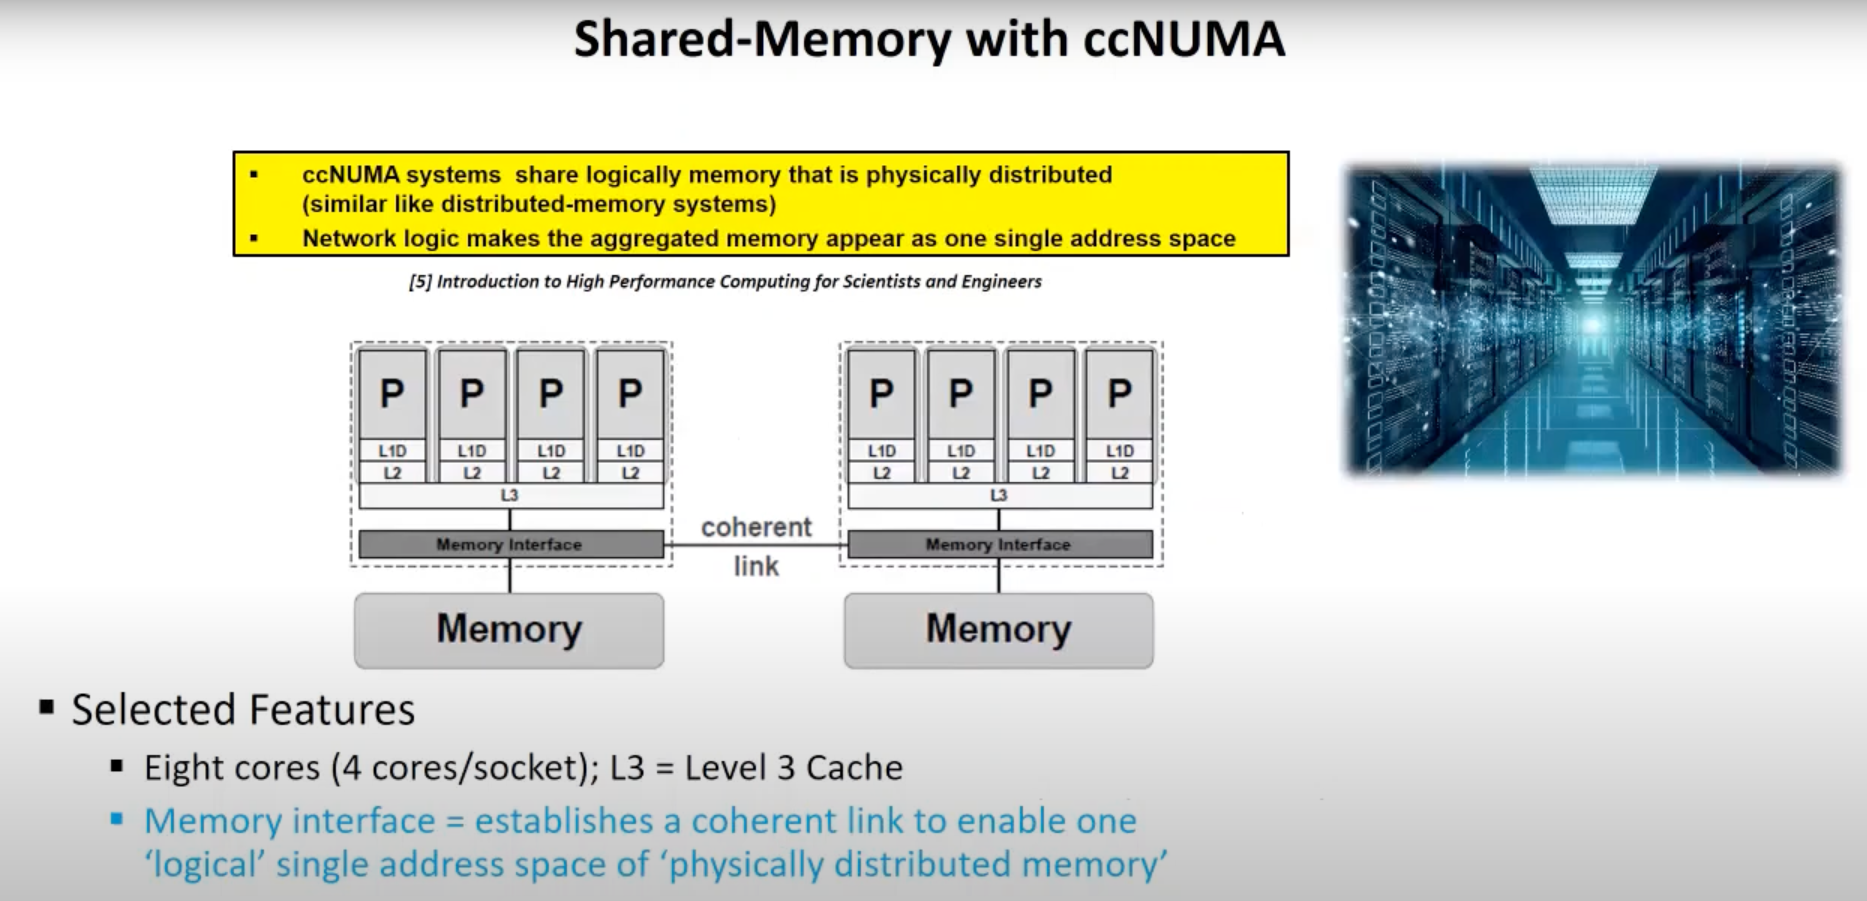 Shared-Memory with ccNUMA
▪ ccNUMA systems share logically memory that is physically distributed
(similar like distributed-memory systems)
▪ Network logic makes the aggregated memory appear as one single address space
[5] Introduction to High Performance Computing for Scientists and Engineers
P P P P
L1D L1D L1D L1D
L2 L2 L2 L2
L3
Memory Interface
Memory
coherent
link
P P P P
L1D L1D L1D L1D
L2 L2 L2 L2
L3
Memory Interface
Memory
▪ Selected Features
▪ Eight cores (4 cores/socket); L3 = Level 3 Cache
▪ Memory interface = establishes a coherent link to enable one
‘logical’ single address space of ‘physically distributed memory’